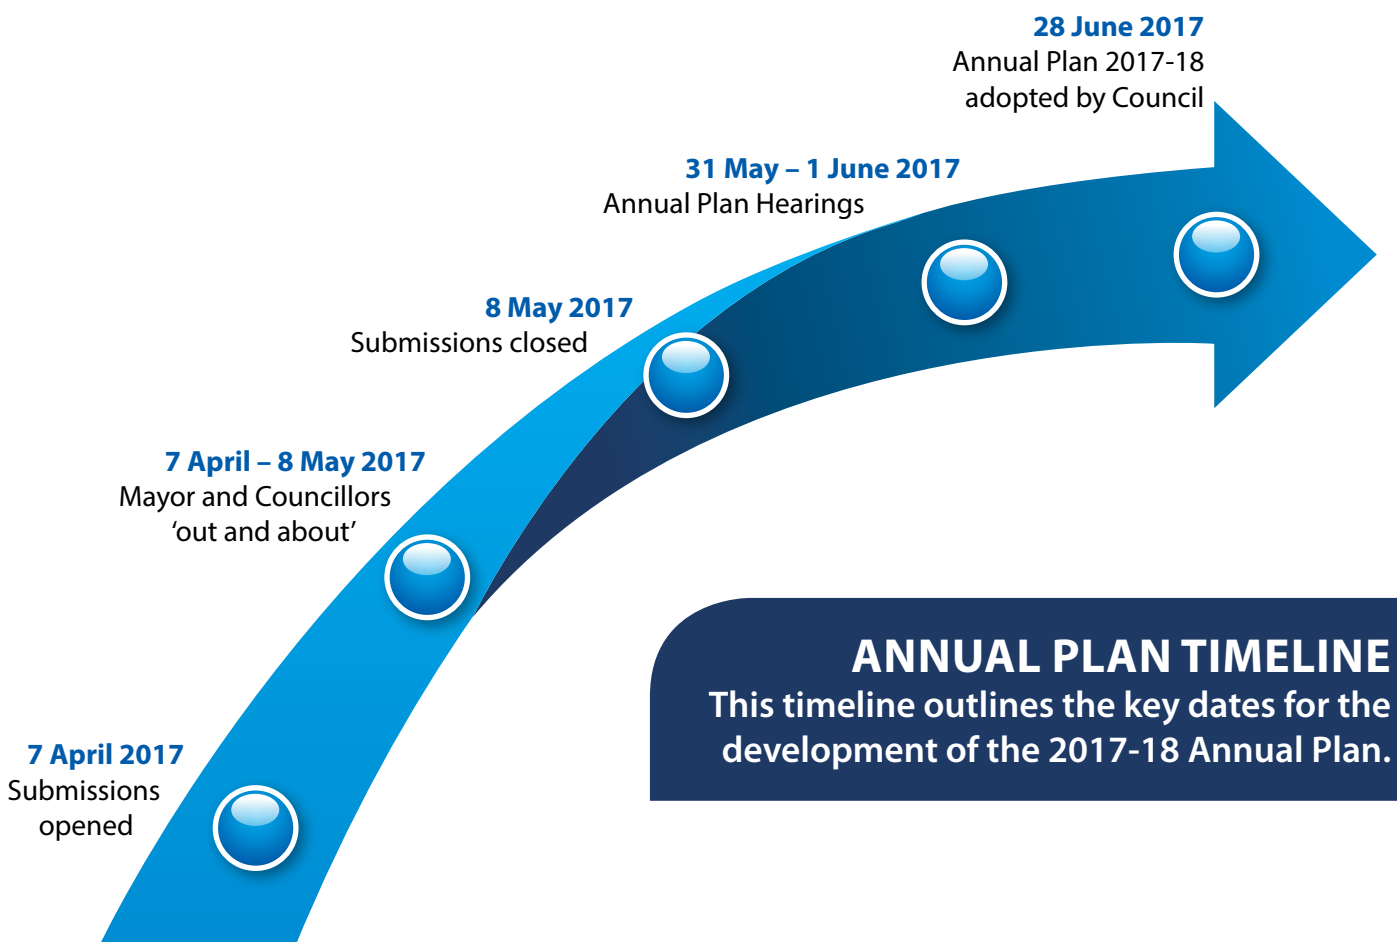 28 June 2017
Annual Plan 2017-18
adopted by Council
31 May – 1 June 2017
Annual Plan Hearings
8 May 2017
Submissions closed
7 April – 8 May 2017
Mayor and Councillors
‘out and about’
7 April 2017
Submissions
opened
ANNUAL PLAN TIMELINE
This timeline outlines the key dates for the
development of the 2017-18 Annual Plan.